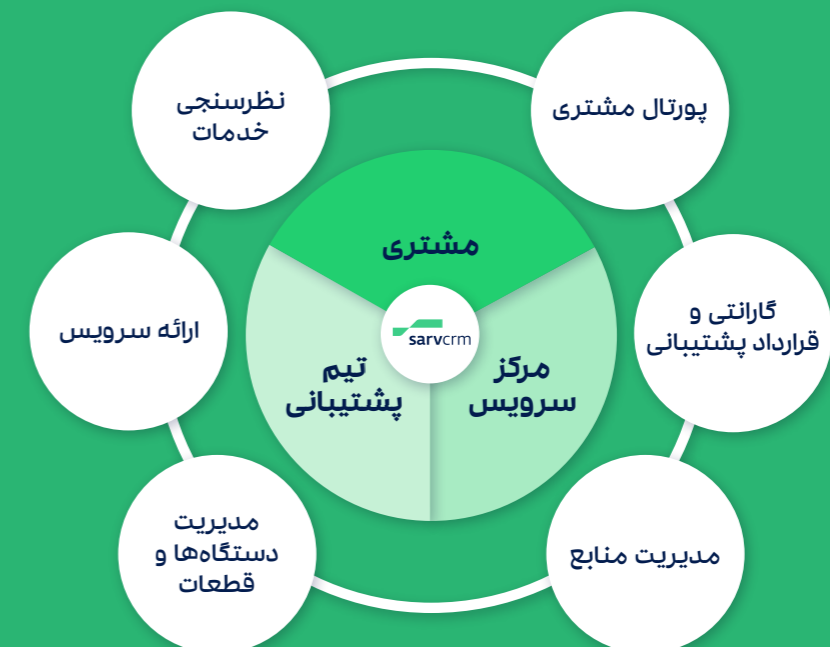 نظرسنجی
خدمات
پورتال مشتری
مشتری
ارائه سرویس
گارانتی و
قرارداد پشتیبانی
sarvcrm
تیم
پشتیبانی
مرکز
سرویس
مدیریت
دستگاه‌ها و
قطعات
مدیریت منابع